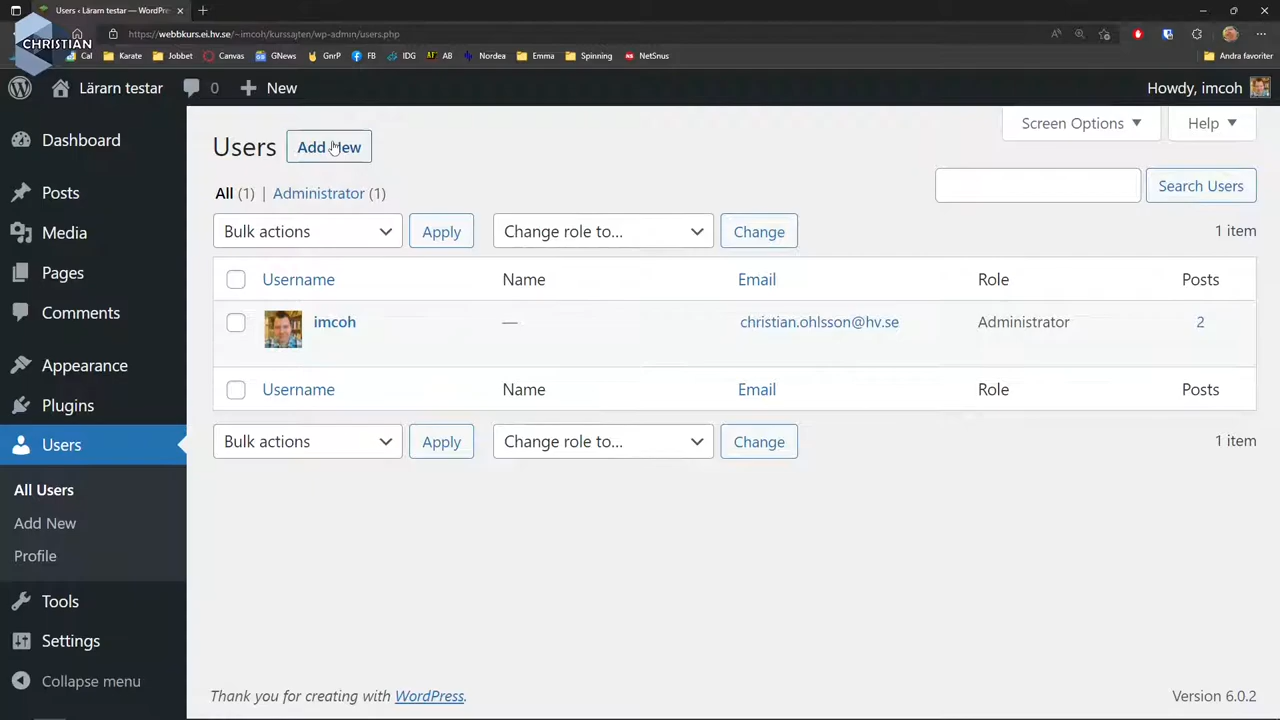 Users ‹ Lärarn testar — WordPr
https://webbkurs.ei.hv.se/~imcoh/kurssajten/wp-admin/users.php
CHRISTIAN
Cal Karate Jobbet Canvas GNews GnrP FB IDG AB Nordea Emma Spinning NetSnus Andra favoriter
Lärarn testar 0 New Howdy, imcoh
Screen Options Help
Dashboard
Posts
Media
Pages
Comments
Appearance
Plugins
Users
All Users
Add New
Profile
Tools
Settings
Collapse menu
Users Add New
All (1) | Administrator (1)
Search Users
Bulk actions Apply Change role to... Change 1 item
Username Name Email Role Posts
imcoh — christian.ohlsson@hv.se Administrator 2
Username Name Email Role Posts
Bulk actions Apply Change role to... Change 1 item
Thank you for creating with WordPress. Version 6.0.2